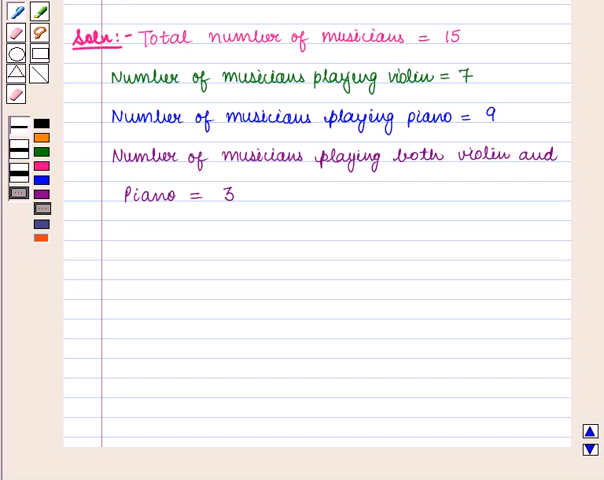 Soln:- Total number of musicians = 15
Number of musicians playing violin = 7
Number of musicians playing piano = 9
Number of musicians playing both violin and
Piano = 3